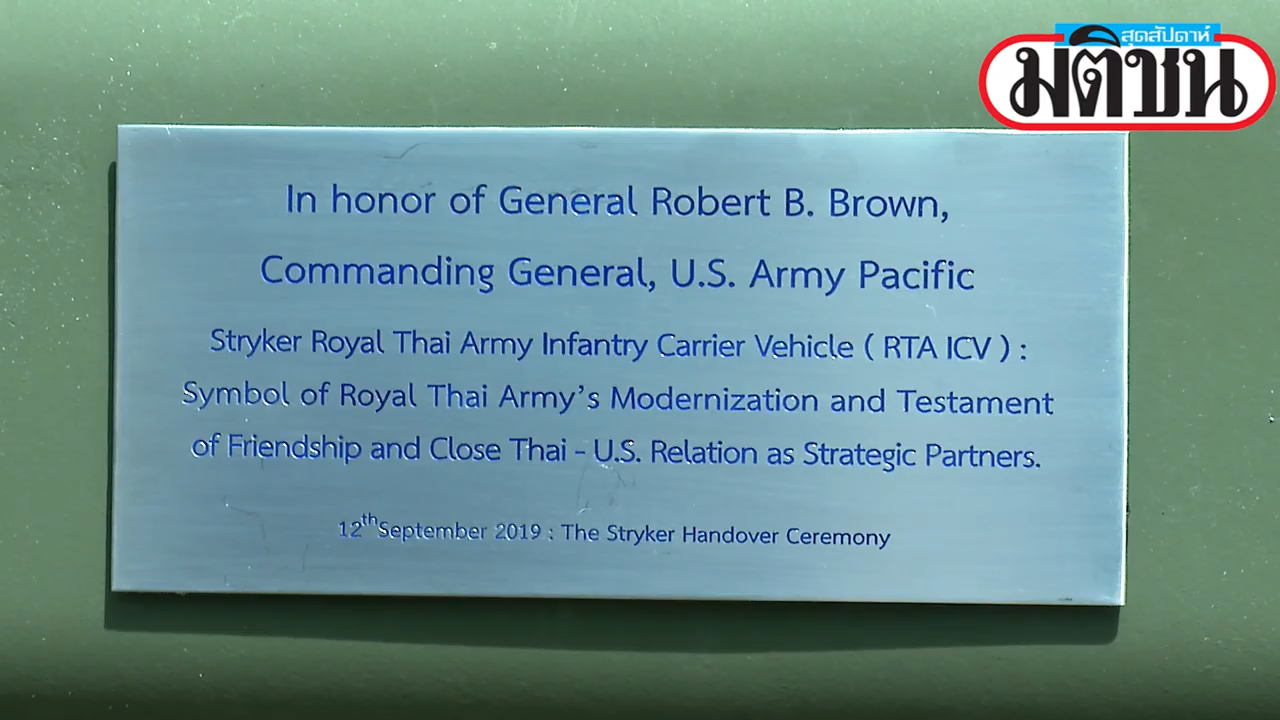 สุดสัปดาห์
มติชน
In honor of General Robert B. Brown,
Commanding General, U.S. Army Pacific
Stryker Royal Thai Army Infantry Carrier Vehicle ( RTA ICV ) :
Symbol of Royal Thai Army's Modernization and Testament
of Friendship and Close Thai - U.S. Relation as Strategic Partners.
12th September 2019 : The Stryker Handover Ceremony